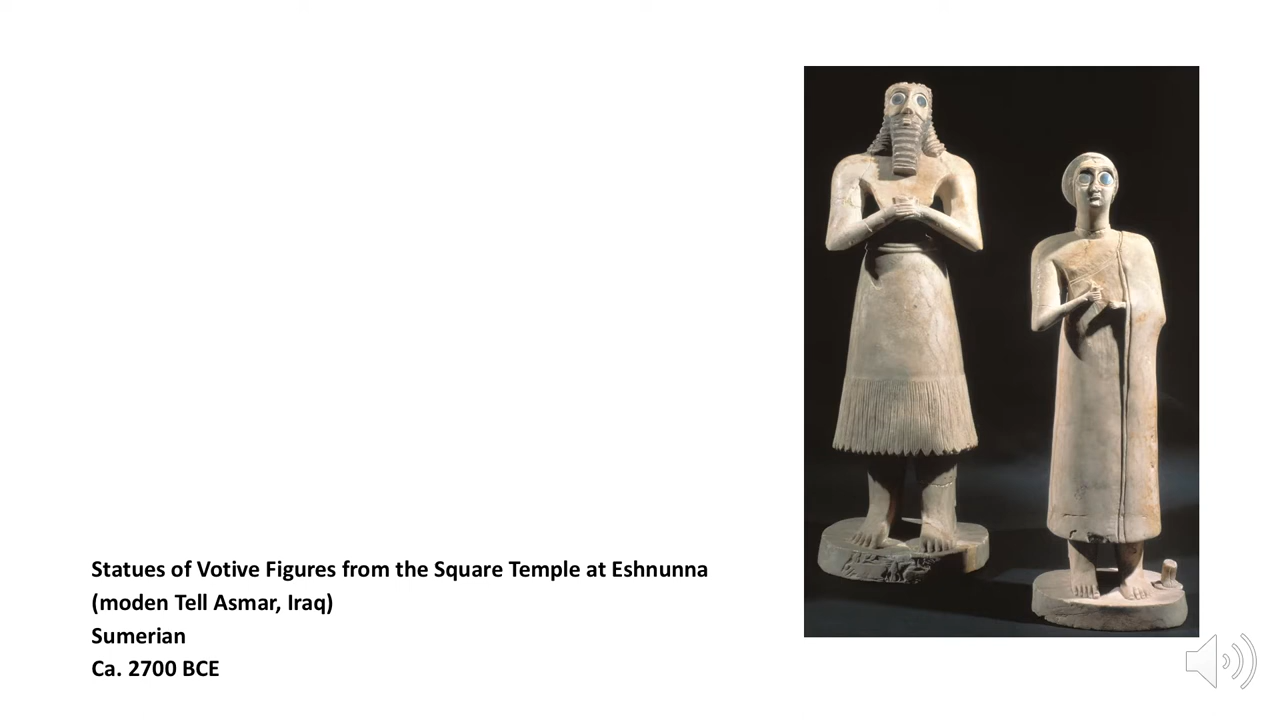 Statues of Votive Figures from the Square Temple at Eshnunna
(moden Tell Asmar, Iraq)
Sumerian
Ca. 2700 BCE